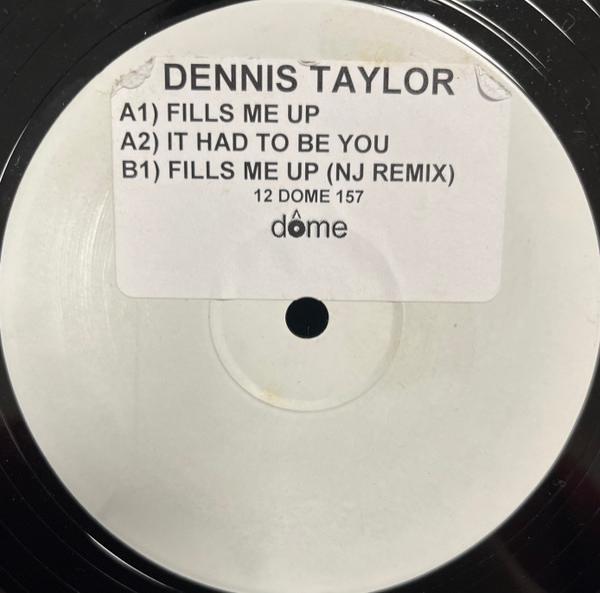 DENNIS TAYLOR
A1) FILLS ME UP
A2) IT HAD TO BE YOU
B1) FILLS ME UP (NJ REMIX)
12 DOME 157
dôme